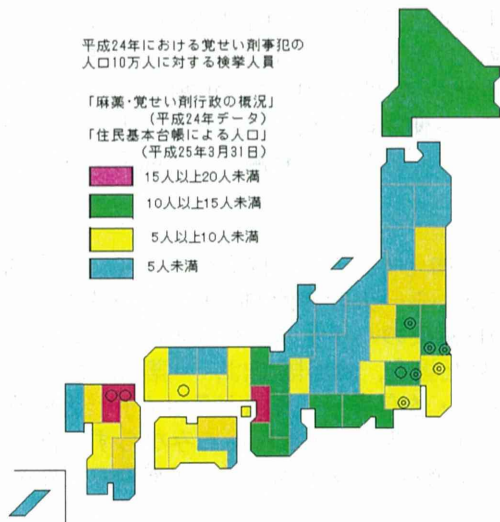 平成24年における覚せい剤事犯の
人口10万人に対する検挙人員
「麻薬・覚せい剤行政の概況」
(平成24年データ)
「住民基本台帳による人口」
(平成25年3月31日)
15人以上20人未満
10人以上15人未満
5人以上10人未満
5人未満